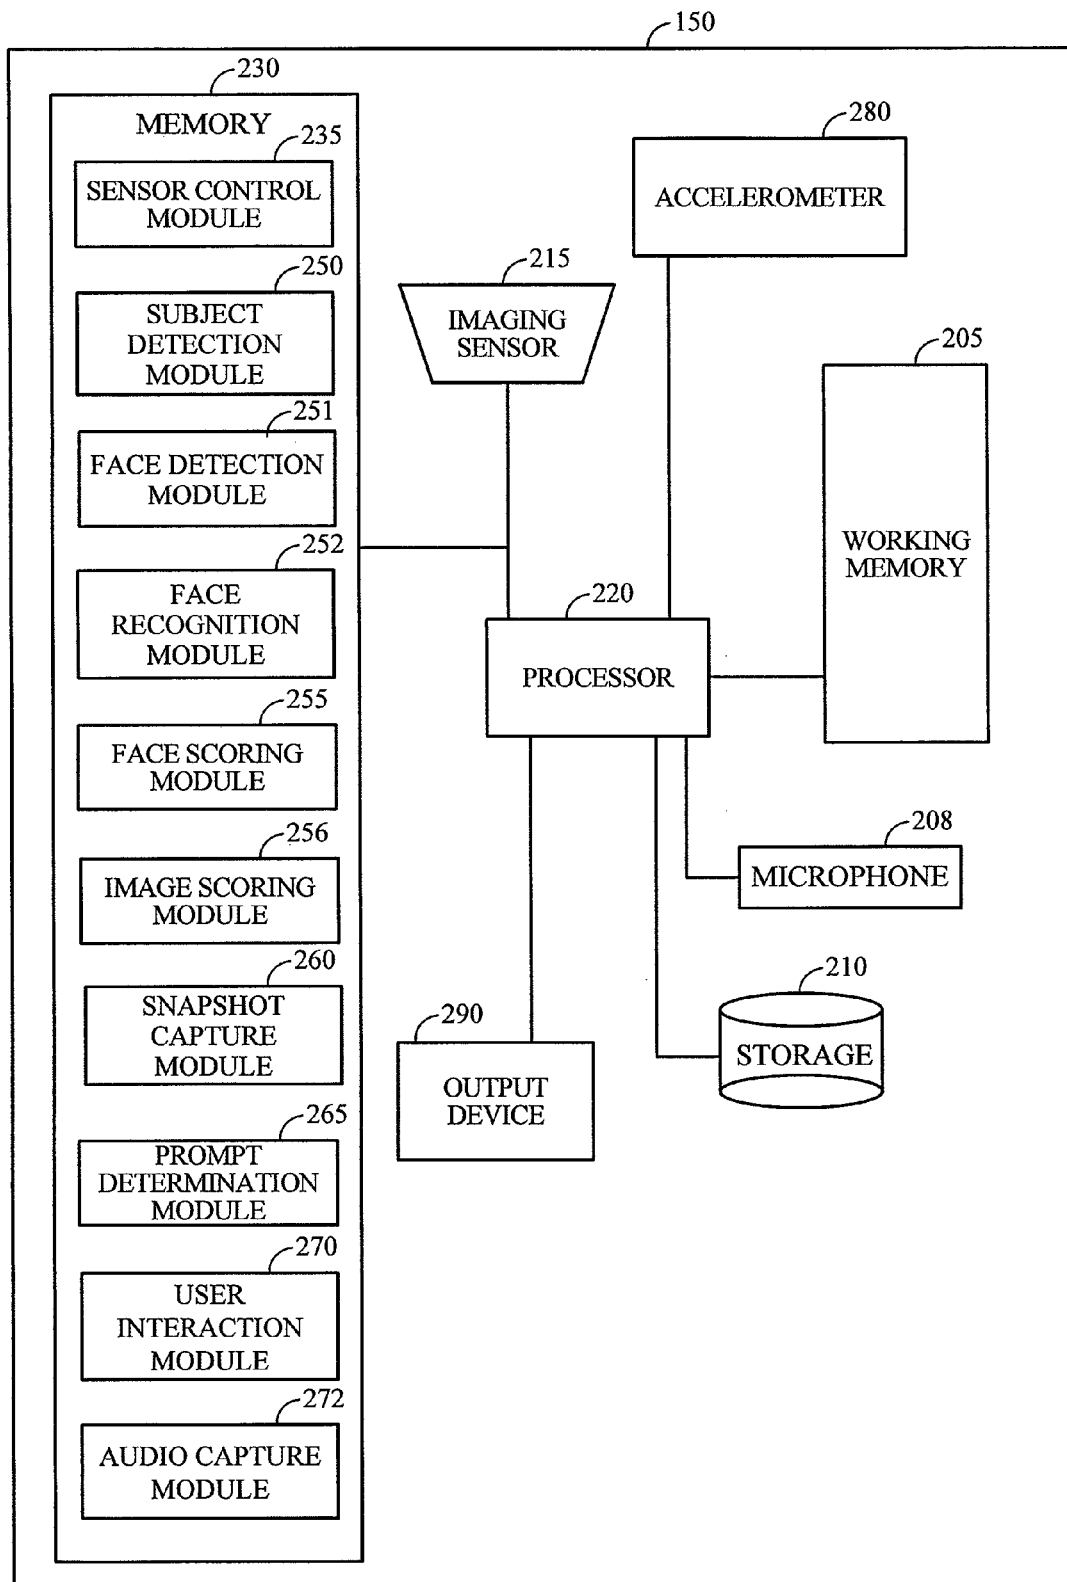 150
230
MEMORY
235
SENSOR CONTROL
MODULE
250
SUBJECT
DETECTION
MODULE
251
FACE DETECTION
MODULE
252
FACE
RECOGNITION
MODULE
255
FACE SCORING
MODULE
256
IMAGE SCORING
MODULE
260
SNAPSHOT
CAPTURE
MODULE
265
PROMPT
DETERMINATION
MODULE
270
USER
INTERACTION
MODULE
272
AUDIO CAPTURE
MODULE
215
IMAGING
SENSOR
280
ACCELEROMETER
205
WORKING
MEMORY
220
PROCESSOR
208
MICROPHONE
210
STORAGE
290
OUTPUT
DEVICE